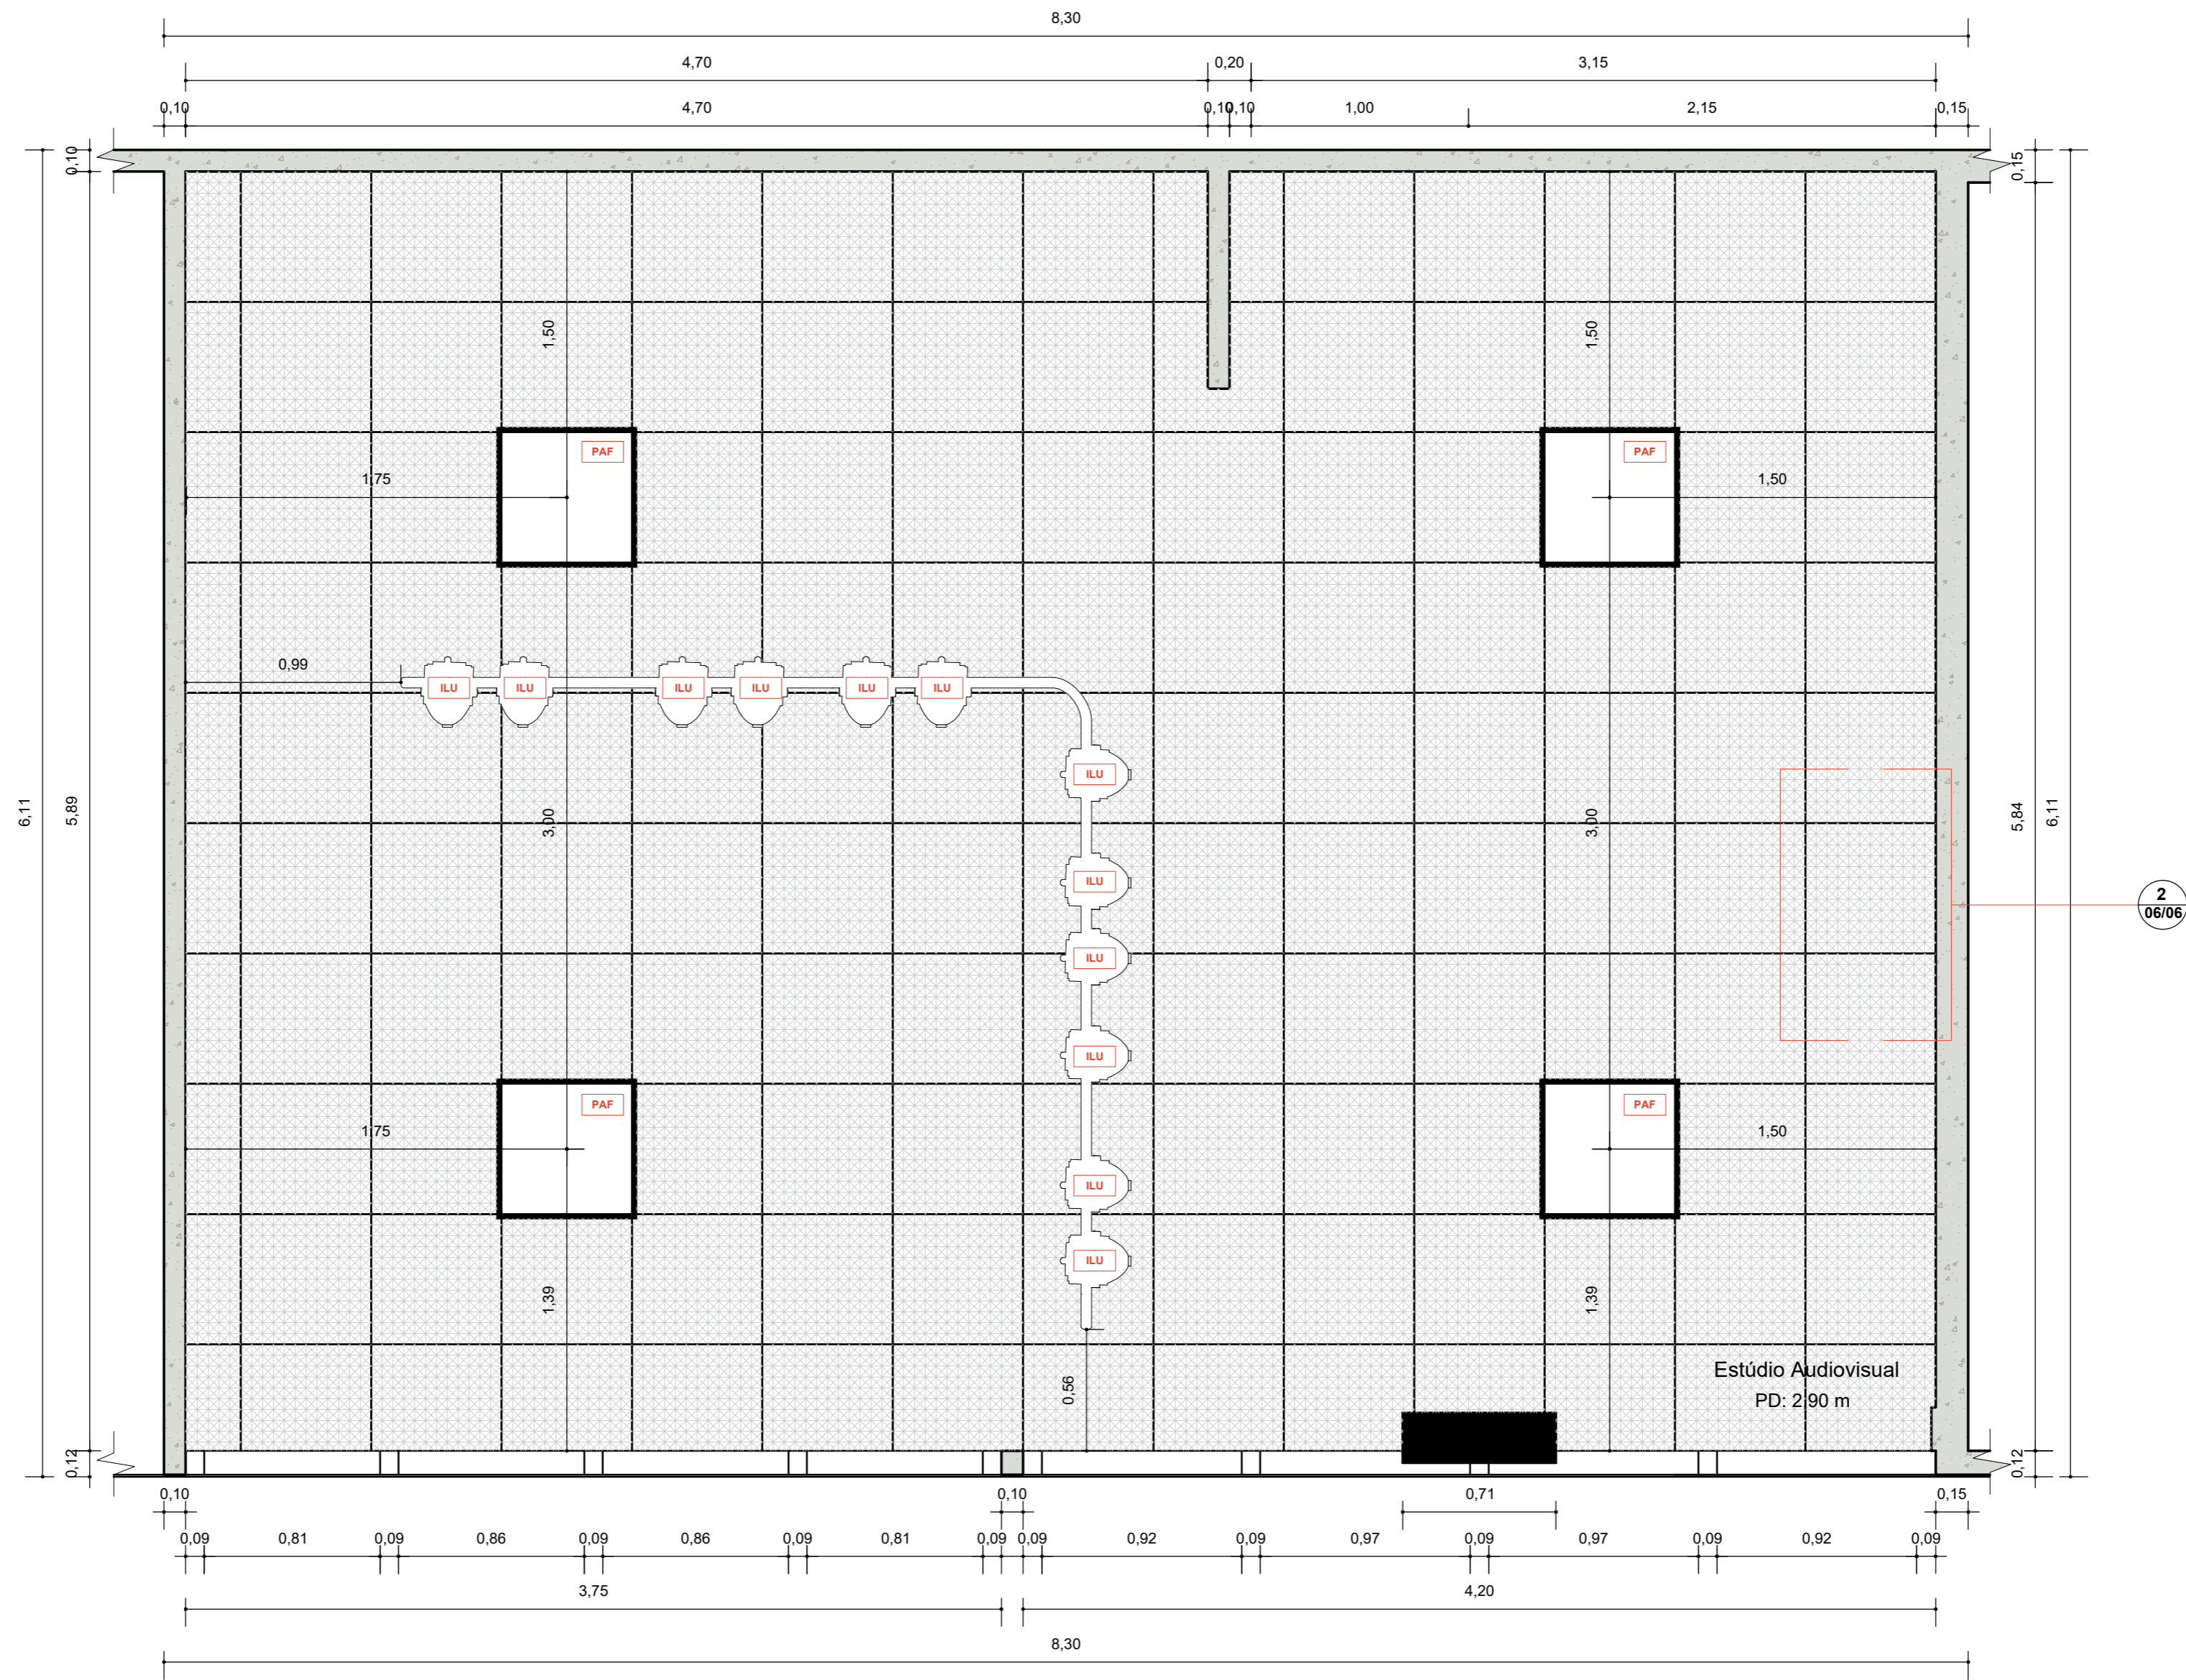 8,30
4,70 0,20 3,15
0,10 4,70 0,10 0,10 1,00 2,15 0,15
0,10
0,15
1,50
1,50
PAF
PAF
1,75
1,50
0,99
ILU ILU ILU ILU ILU ILU
ILU
6,11
5,89
3,00
3,00
5,84
6,11
ILU
2
06/06
ILU
ILU
PAF
PAF
1,75
1,50
ILU
ILU
1,39
1,39
0,56
Estúdio Audiovisual
PD: 2,90 m
0,12
0,12
0,10 0,10 0,71 0,15
0,09 0,81 0,09 0,86 0,09 0,86 0,09 0,81 0,09 0,09 0,92 0,09 0,97 0,09 0,97 0,09 0,92 0,09
3,75 4,20
8,30